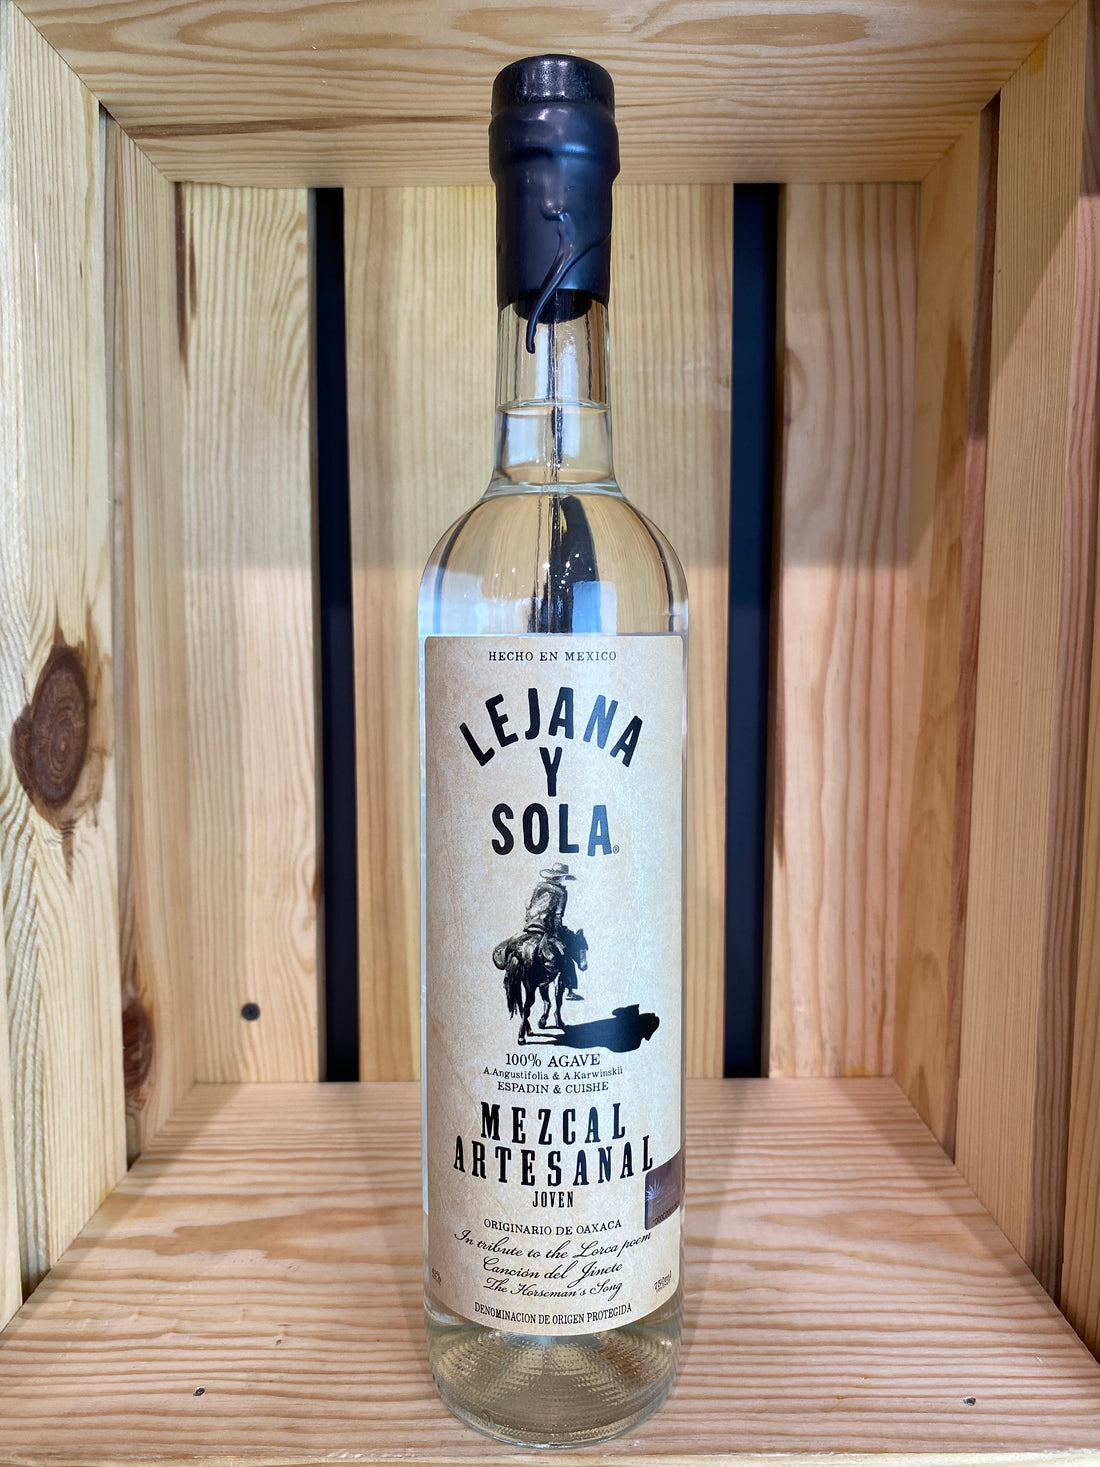 HECHO EN MEXICO
LEJANA
Y
SOLA®
100% AGAVE
A.Angustifolia & A.Karwinskii
ESPADIN & CUISHE
MEZCAL
ARTESANAL
JOVEN
ORIGINARIO DE OAXACA
In tribute to the Lorca poem
Canción del Jinete
The Horseman's Song
750ml
DENOMINACION DE ORIGEN PROTEGIDA